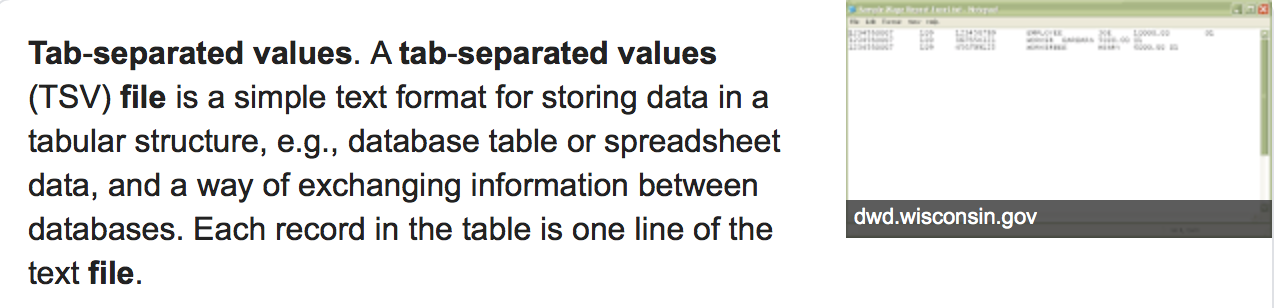 Tab-separated values. A tab-separated values
(TSV) file is a simple text format for storing data in a
tabular structure, e.g., database table or spreadsheet
data, and a way of exchanging information between
databases. Each record in the table is one line of the
text file.
dwd.wisconsin.gov